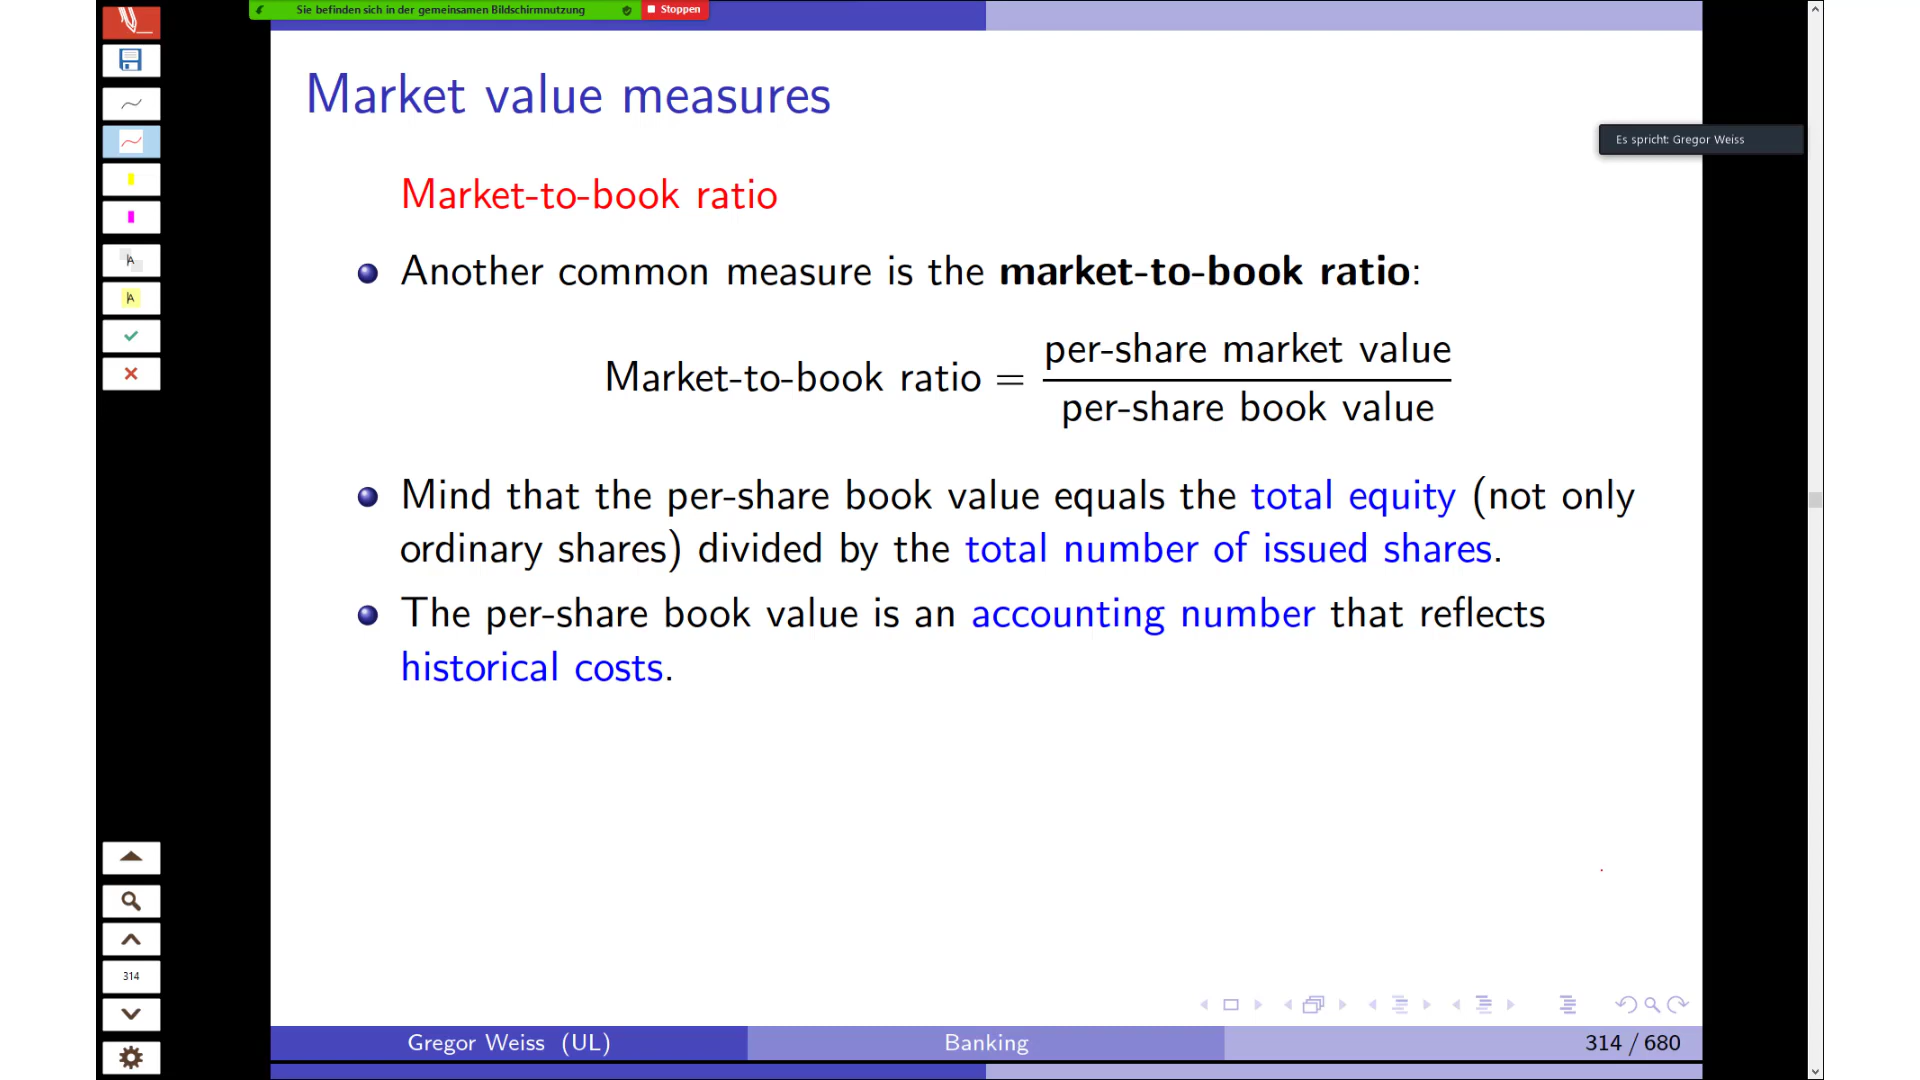 Sie befinden sich in der gemeinsamen Bildschirmnutzung
Stoppen
Market value measures
Es spricht: Gregor Weiss
Market-to-book ratio
Another common measure is the market-to-book ratio:
Market-to-book ratio = per-share market value
per-share book value
Mind that the per-share book value equals the total equity (not only
ordinary shares) divided by the total number of issued shares.
The per-share book value is an accounting number that reflects
historical costs.
314
Gregor Weiss (UL)
Banking
314 / 680